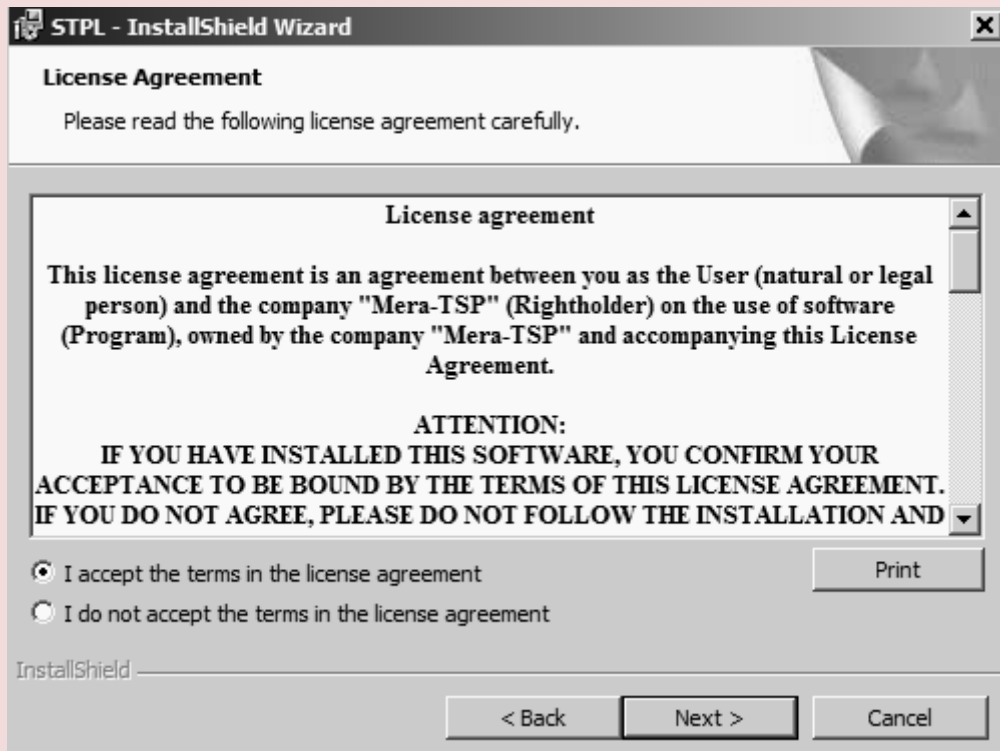 STPL - InstallShield Wizard
License Agreement
Please read the following license agreement carefully.
License agreement
This license agreement is an agreement between you as the User (natural or legal
person) and the company "Mera-TSP" (Rightholder) on the use of software
(Program), owned by the company "Mera-TSP" and accompanying this License
Agreement.
ATTENTION:
IF YOU HAVE INSTALLED THIS SOFTWARE, YOU CONFIRM YOUR
ACCEPTANCE TO BE BOUND BY THE TERMS OF THIS LICENSE AGREEMENT.
IF YOU DO NOT AGREE, PLEASE DO NOT FOLLOW THE INSTALLATION AND
I accept the terms in the license agreement
Print
I do not accept the terms in the license agreement
InstallShield
< Back
Next >
Cancel